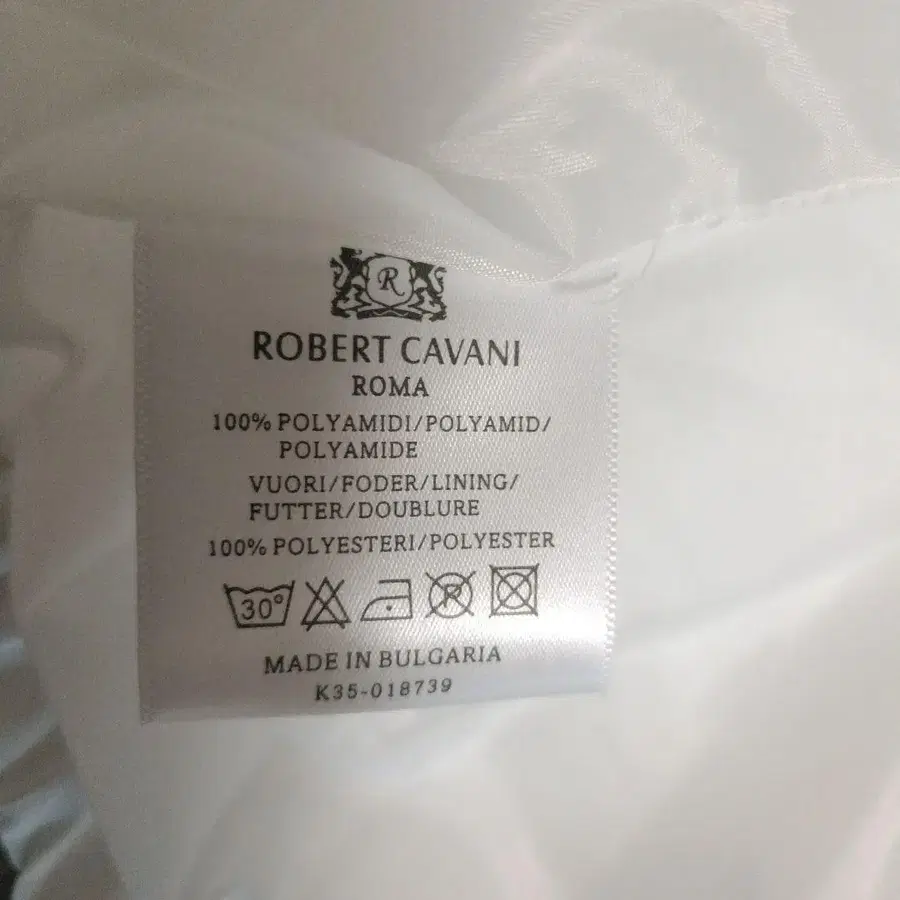 R
ROBERT CAVANI
ROMA
100% POLYAMIDI/POLYAMID/
POLYAMIDE
VUORI/FODER/LINING/
FUTTER/DOUBLURE
100% POLYESTERI/POLYESTER
30° P
MADE IN BULGARIA
K35-018739